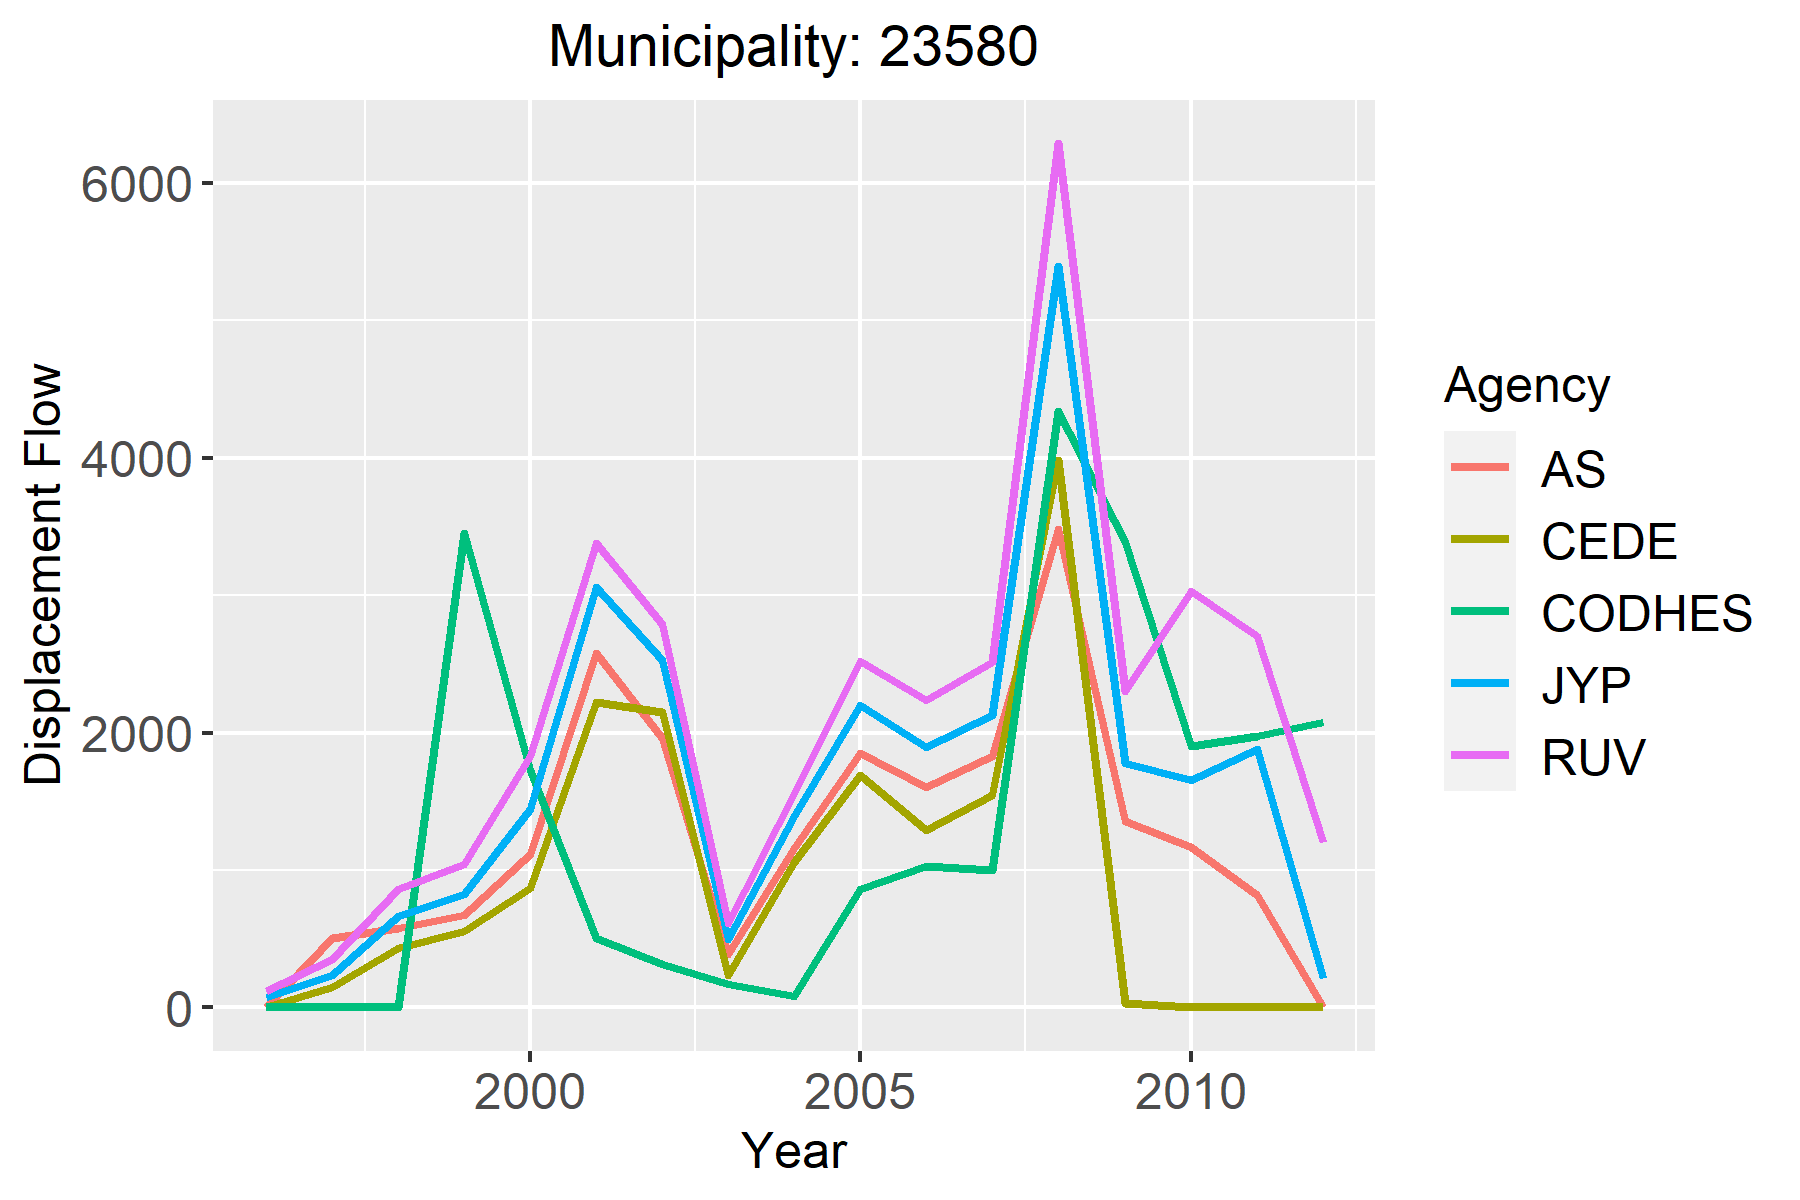 Municipality: 23580
6000
4000
2000
0
Displacement Flow
2000
2005
2010
Year
Agency
AS
CEDE
CODHES
JYP
RUV